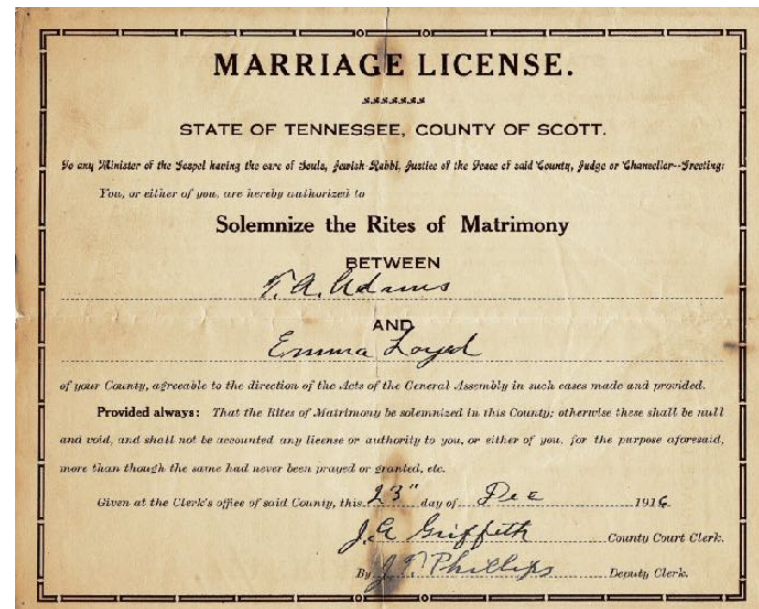 MARRIAGE LICENSE.
STATE OF TENNESSEE, COUNTY OF SCOTT.
To any Minister of the Gospel having the care of Souls, Jewish Rabbi, Justice of the Peace of said County, Judge or Chancellor--Greeting:
You, or either of you, are hereby authorized to
Solemnize the Rites of Matrimony
BETWEEN
T. A. Adams
AND
Emma Loyed
of your County, agreeable to the direction of the Acts of the General Assembly in such cases made and provided.
Provided always: That the Rites of Matrimony be solemnized in this County; otherwise these shall be null
and void, and shall not be accounted any license or authority to you, or either of you, for the purpose aforesaid,
more than though the same had never been prayed or granted, etc.
Given at the Clerk's office of said County, this 23" day of Dec 1916
J.A Griffeth County Court Clerk.
By J. T. Phillips Deputy Clerk.